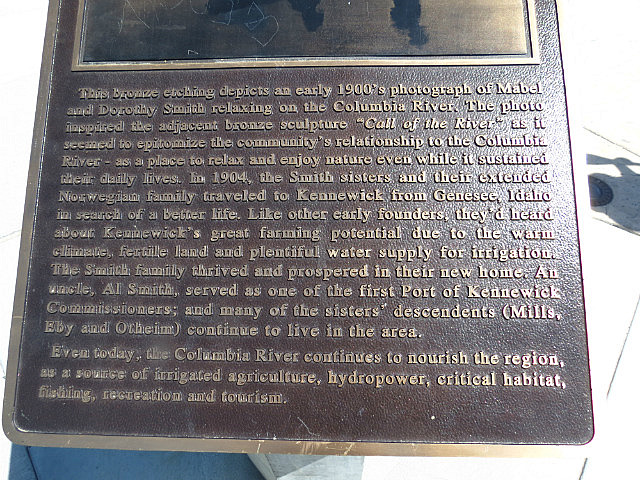 This bronze etching depicts an early 1900's photograph of Mabel
and Dorothy Smith relaxing on the Columbia River. The photo
inspired the adjacent bronze sculpture "Call of the River" as it
seemed to epitomize the community's relationship to the Columbia
River - as a place to relax and enjoy nature even while it sustained
their daily lives. In 1904, the Smith sisters and their extended
Norwegian family traveled to Kennewick from Genesee, Idaho
in search of a better life. Like other early founders, they'd heard
about Kennewick's great farming potential due to the warm
climate, fertile land and plentiful water supply for irrigation.
The Smith family thrived and prospered in their new home. An
uncle, Al Smith, served as one of the first Port of Kennewick
Commissioners; and many of the sisters' descendents (Mills,
Eby and Otheim) continue to live in the area.
Even today, the Columbia River continues to nourish the region,
as a source of irrigated agriculture, hydropower, critical habitat,
fishing, recreation and tourism.